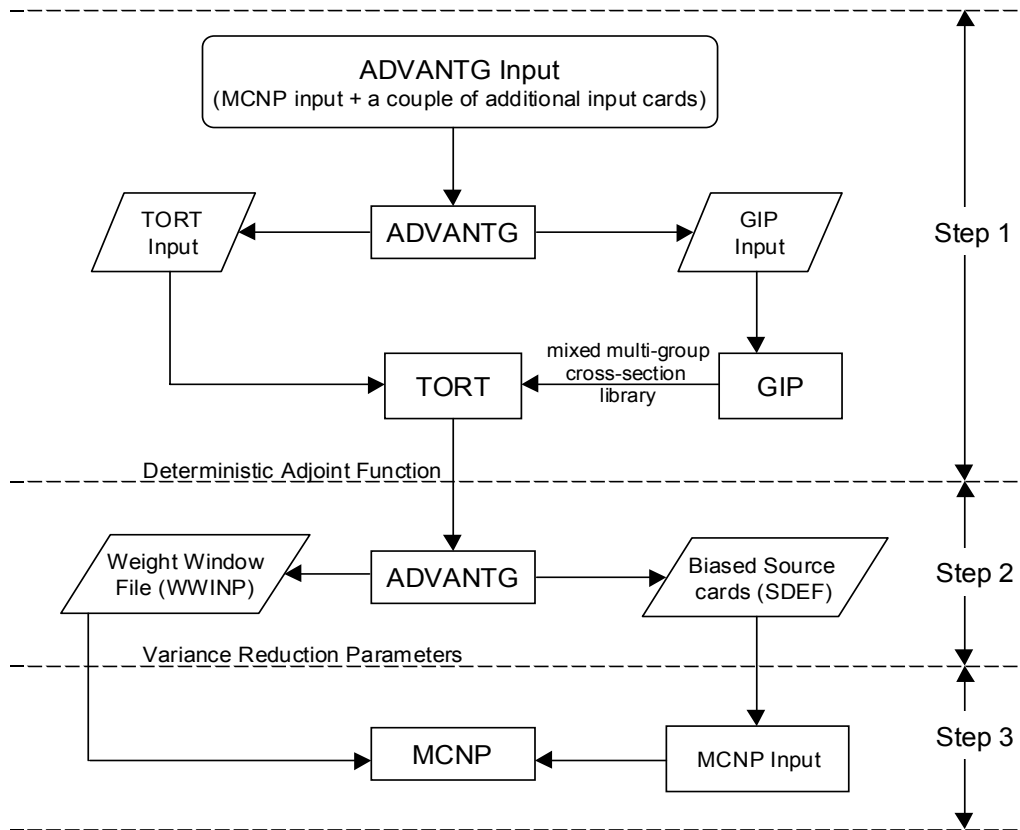 ADVANTG Input
(MCNP input + a couple of additional input cards)
TORT
Input
ADVANTG
GIP
Input
Step 1
TORT
mixed multi-group
cross-section
library
GIP
Deterministic Adjoint Function
Weight Window
File (WWINP)
ADVANTG
Biased Source
cards (SDEF)
Step 2
Variance Reduction Parameters
MCNP
MCNP Input
Step 3